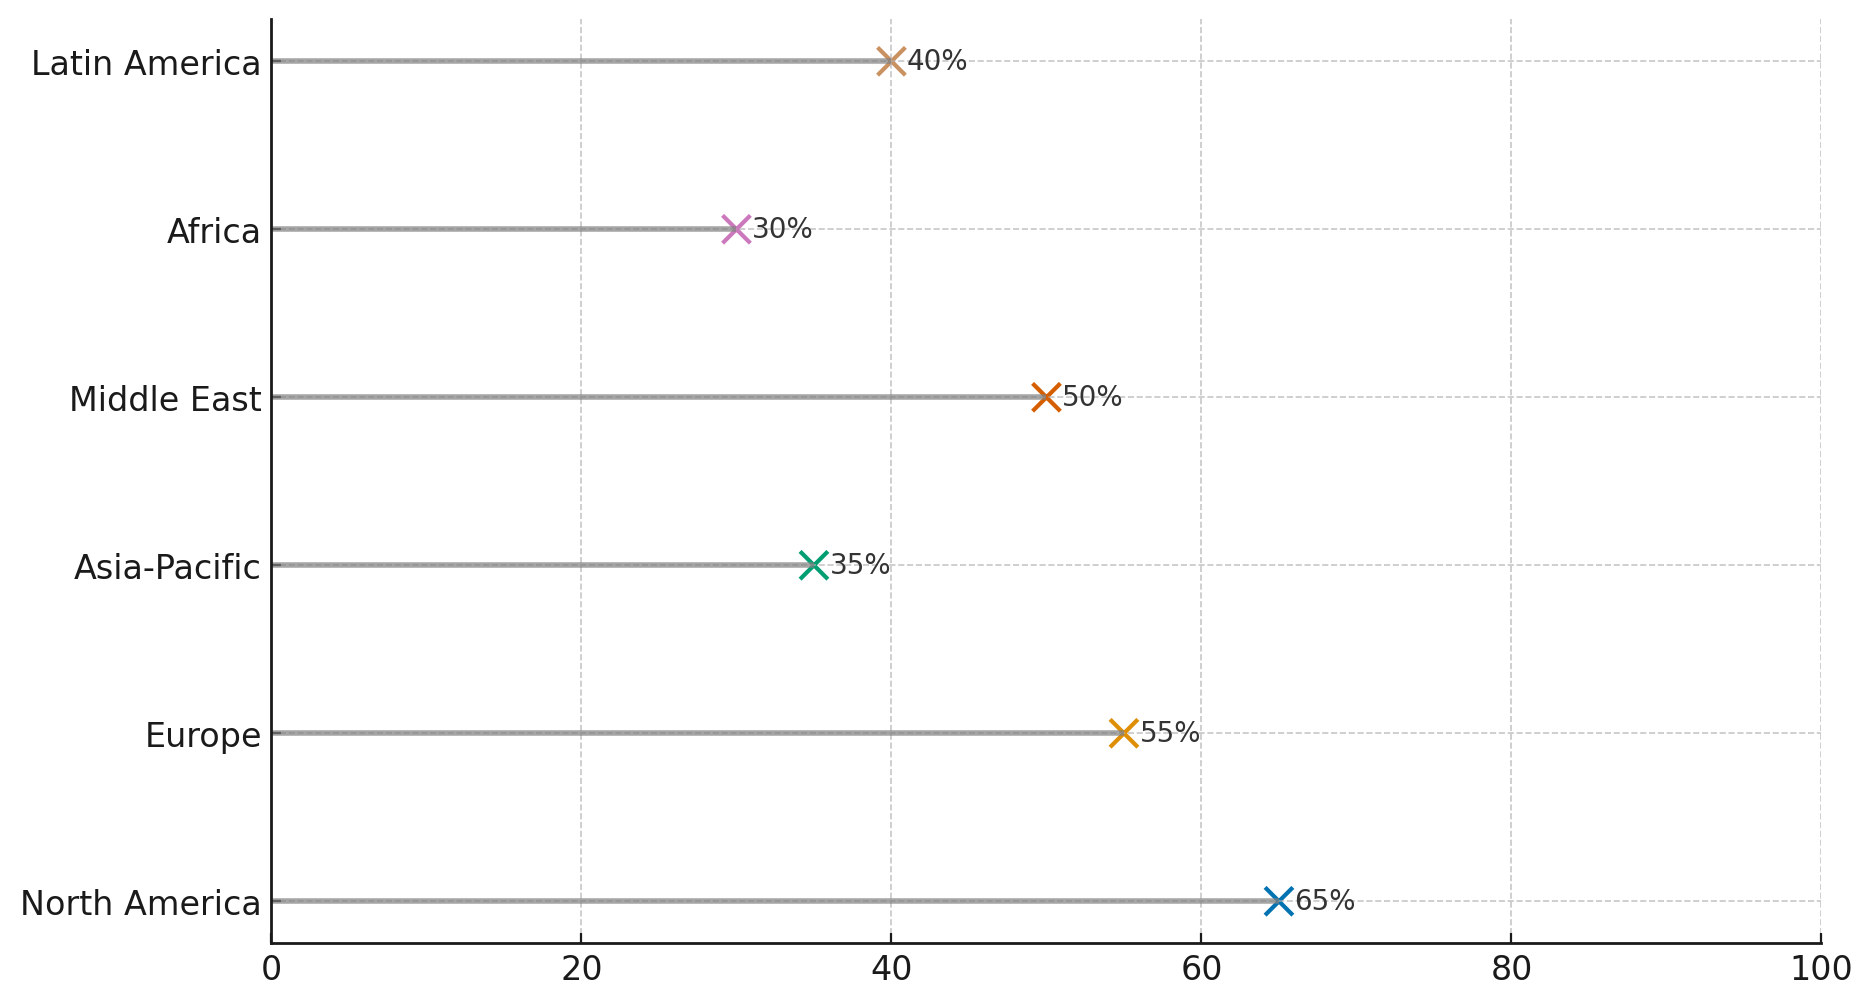 Latin America 40%
Africa 30%
Middle East 50%
Asia-Pacific 35%
Europe 55%
North America 65%
0 20 40 60 80 100